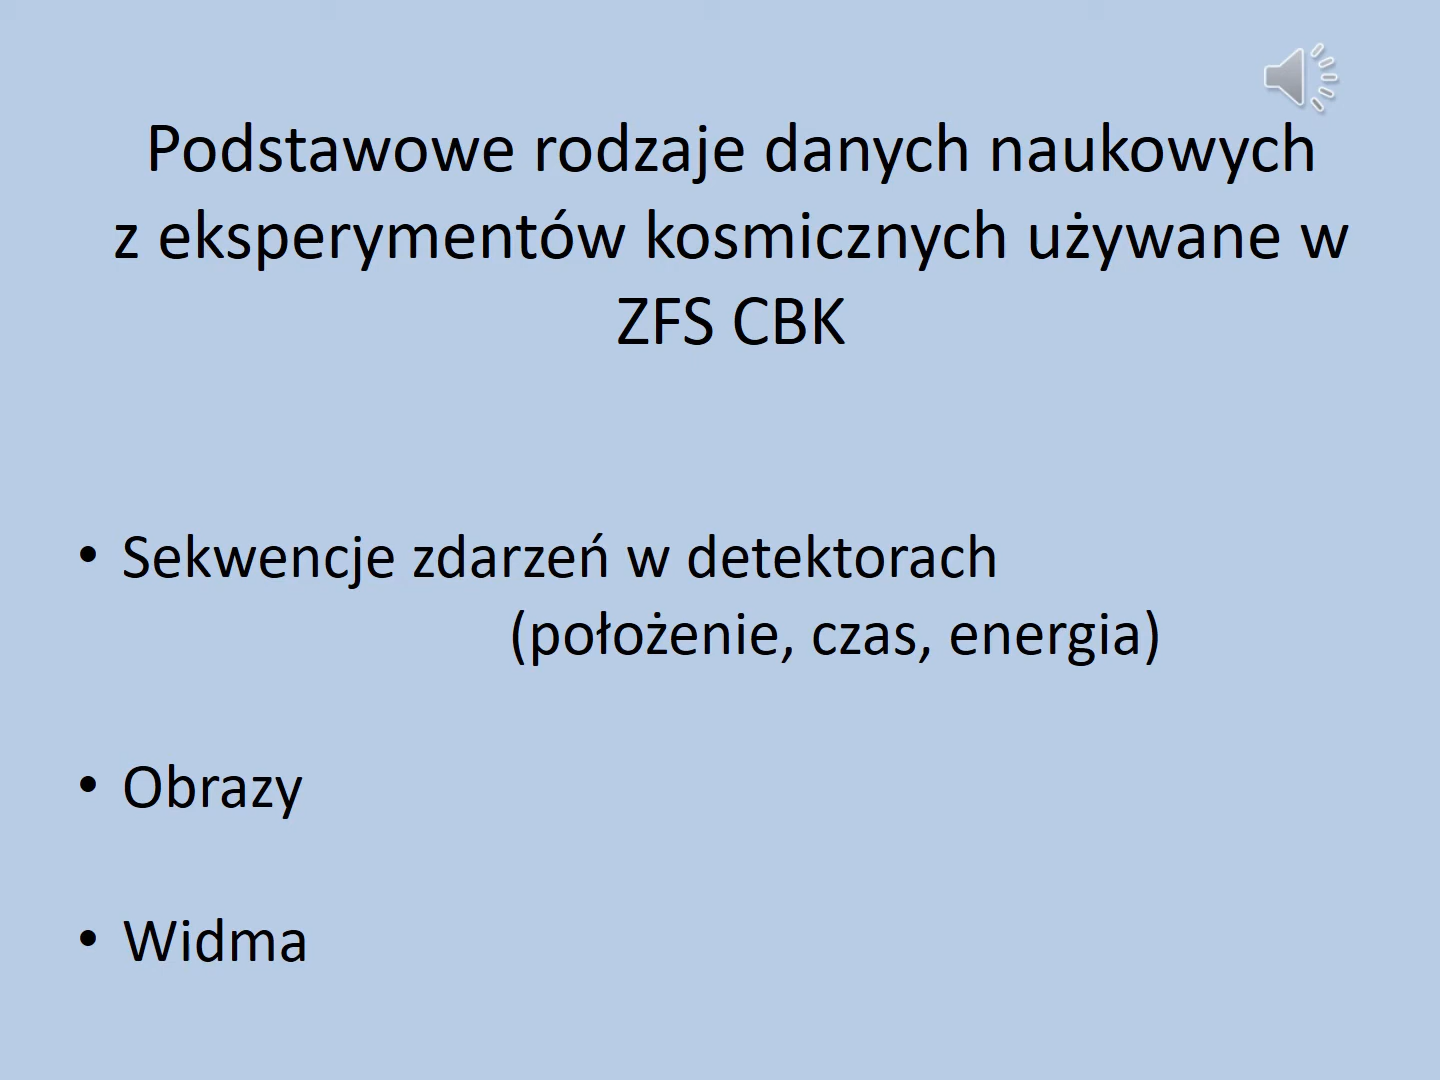 Podstawowe rodzaje danych naukowych
z eksperymentów kosmicznych używane w
ZFS CBK
• Sekwencje zdarzeń w detektorach
(położenie, czas, energia)
• Obrazy
• Widma